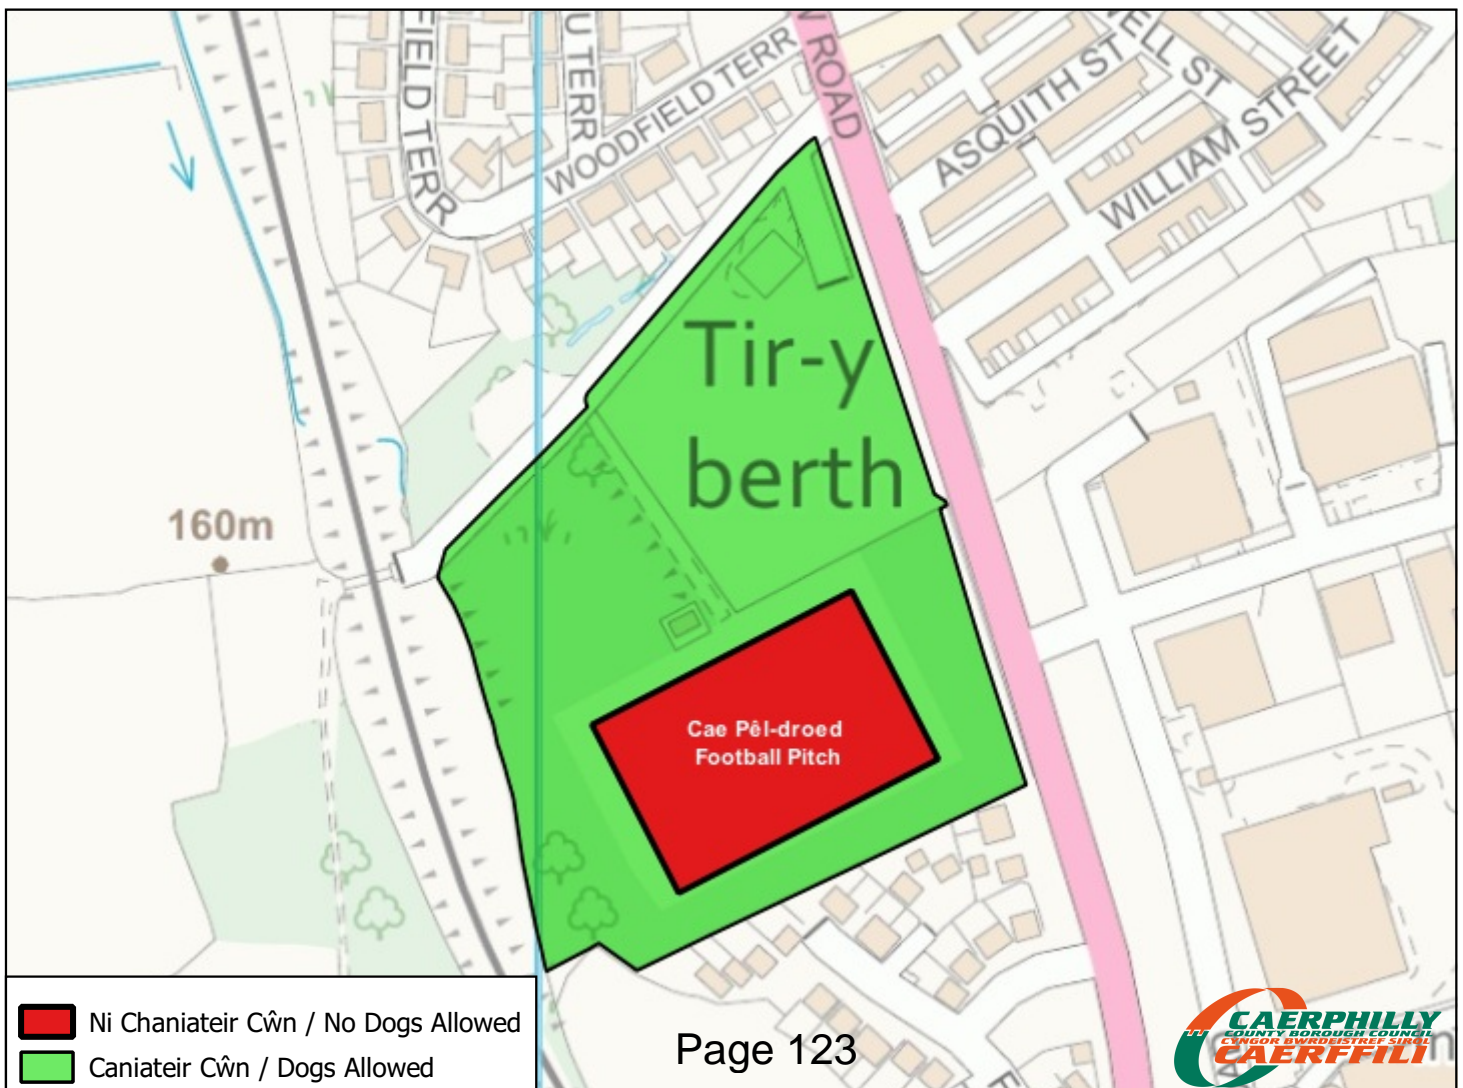 FIELD TERR
U TERR
WOODFIELD TERR
ROAD
ASQUITH ST
ELL ST
WILLIAM STREET
Tir-y
berth
160m
Cae Pêl-droed
Football Pitch
Ni Chaniateir Cŵn / No Dogs Allowed
Caniateir Cŵn / Dogs Allowed
Page 123
CAERPHILLY
COUNTY BOROUGH COUNCIL
CYNGOR BWRDEISTREF SIROL
CAERFFILI